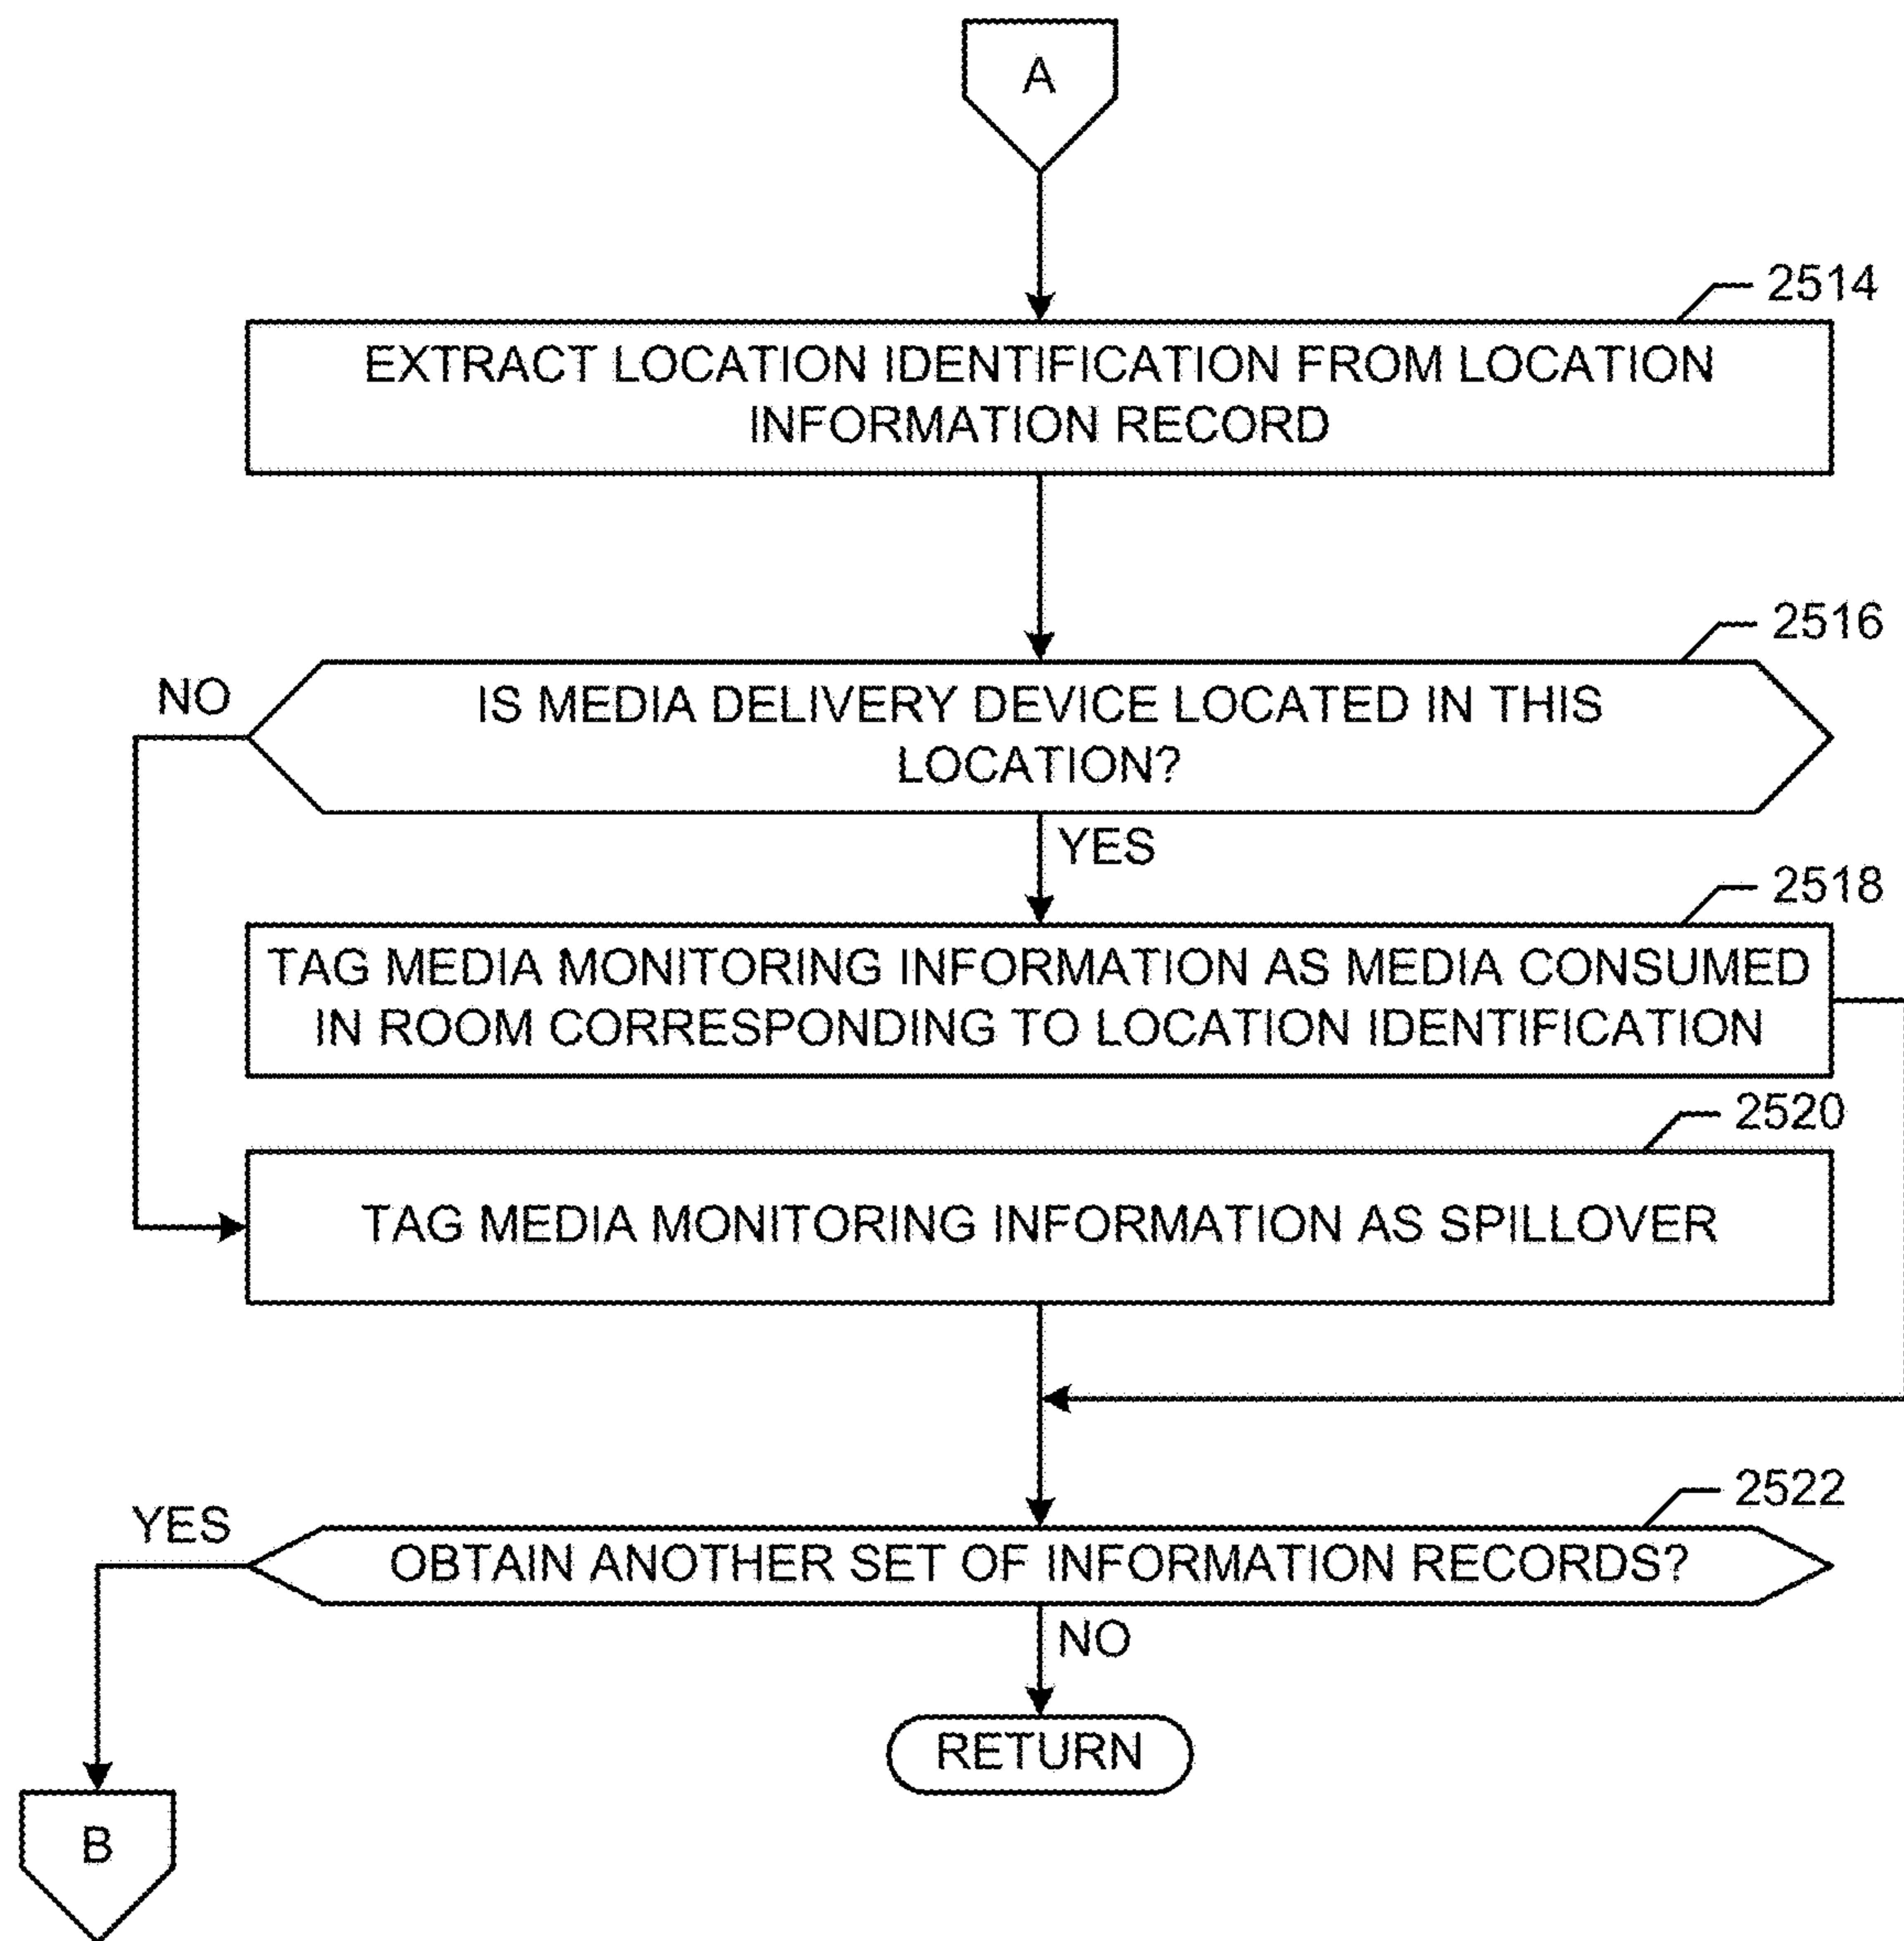 A
2514
EXTRACT LOCATION IDENTIFICATION FROM LOCATION
INFORMATION RECORD
2516
NO
IS MEDIA DELIVERY DEVICE LOCATED IN THIS
LOCATION?
YES
2518
TAG MEDIA MONITORING INFORMATION AS MEDIA CONSUMED
IN ROOM CORRESPONDING TO LOCATION IDENTIFICATION
2520
TAG MEDIA MONITORING INFORMATION AS SPILLOVER
2522
YES
OBTAIN ANOTHER SET OF INFORMATION RECORDS?
NO
RETURN
B